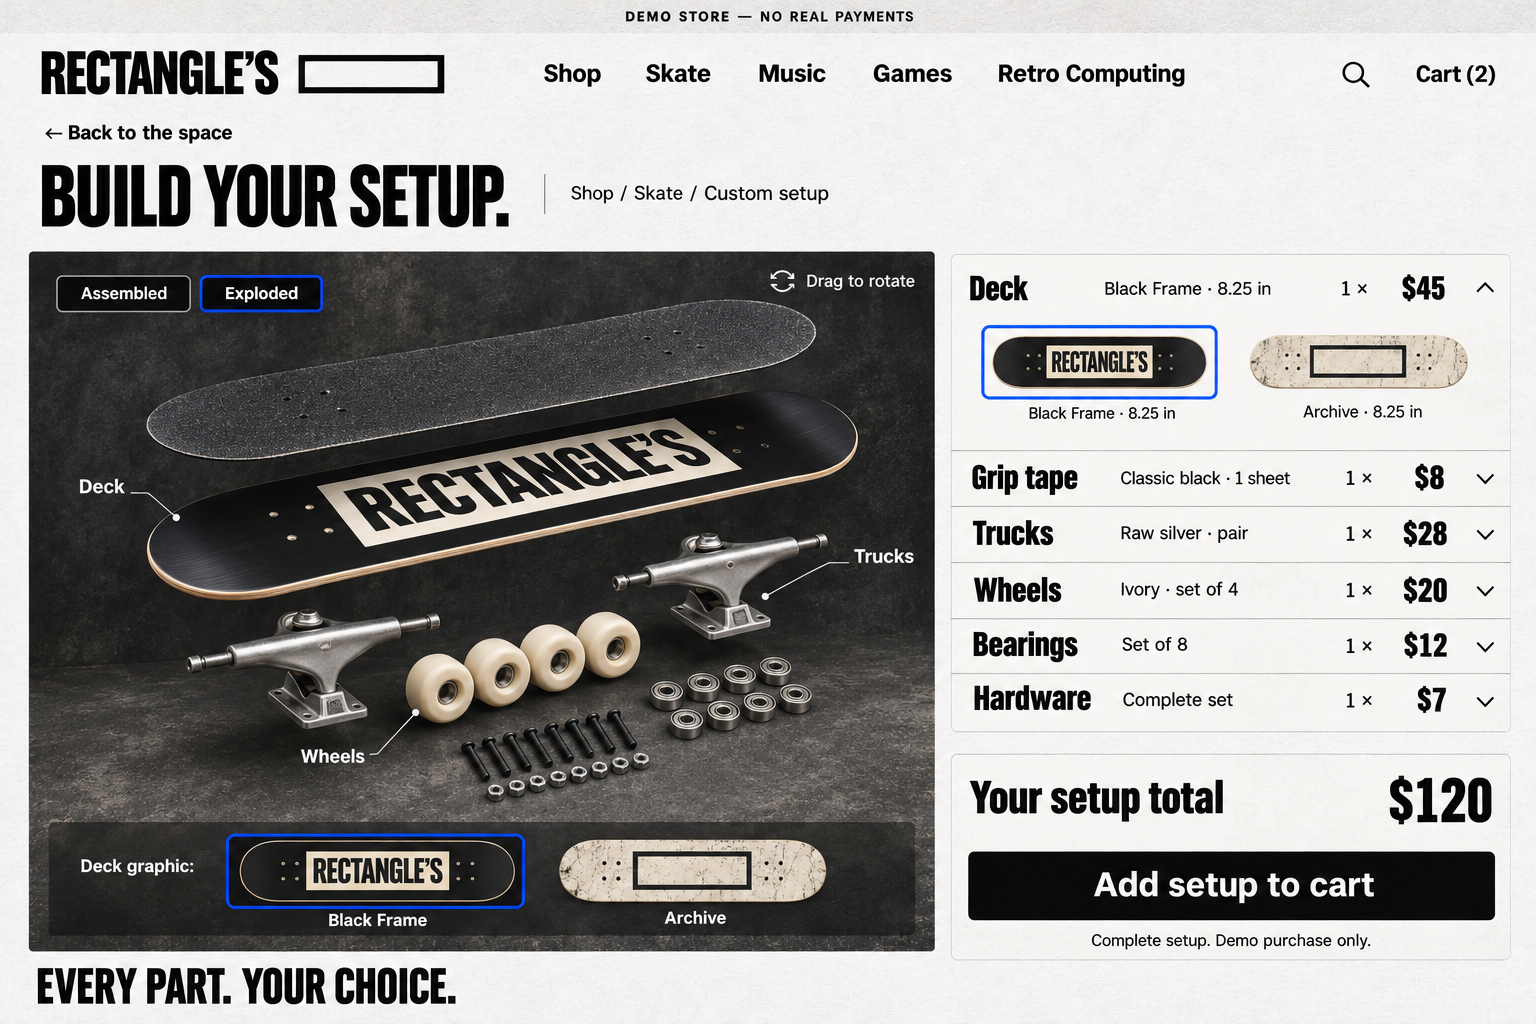 DEMO STORE — NO REAL PAYMENTS
RECTANGLE'S
Shop
Skate
Music
Games
Retro Computing
Cart (2)
← Back to the space
BUILD YOUR SETUP.
Shop / Skate / Custom setup
Assembled
Exploded
Drag to rotate
RECTANGLE'S
Deck
Trucks
Wheels
Deck graphic:
RECTANGLE'S
Black Frame
Archive
Deck Black Frame · 8.25 in 1 × $45
RECTANGLE'S
Black Frame · 8.25 in
Archive · 8.25 in
Grip tape Classic black · 1 sheet 1 × $8
Trucks Raw silver · pair 1 × $28
Wheels Ivory · set of 4 1 × $20
Bearings Set of 8 1 × $12
Hardware Complete set 1 × $7
Your setup total $120
Add setup to cart
Complete setup. Demo purchase only.
EVERY PART. YOUR CHOICE.